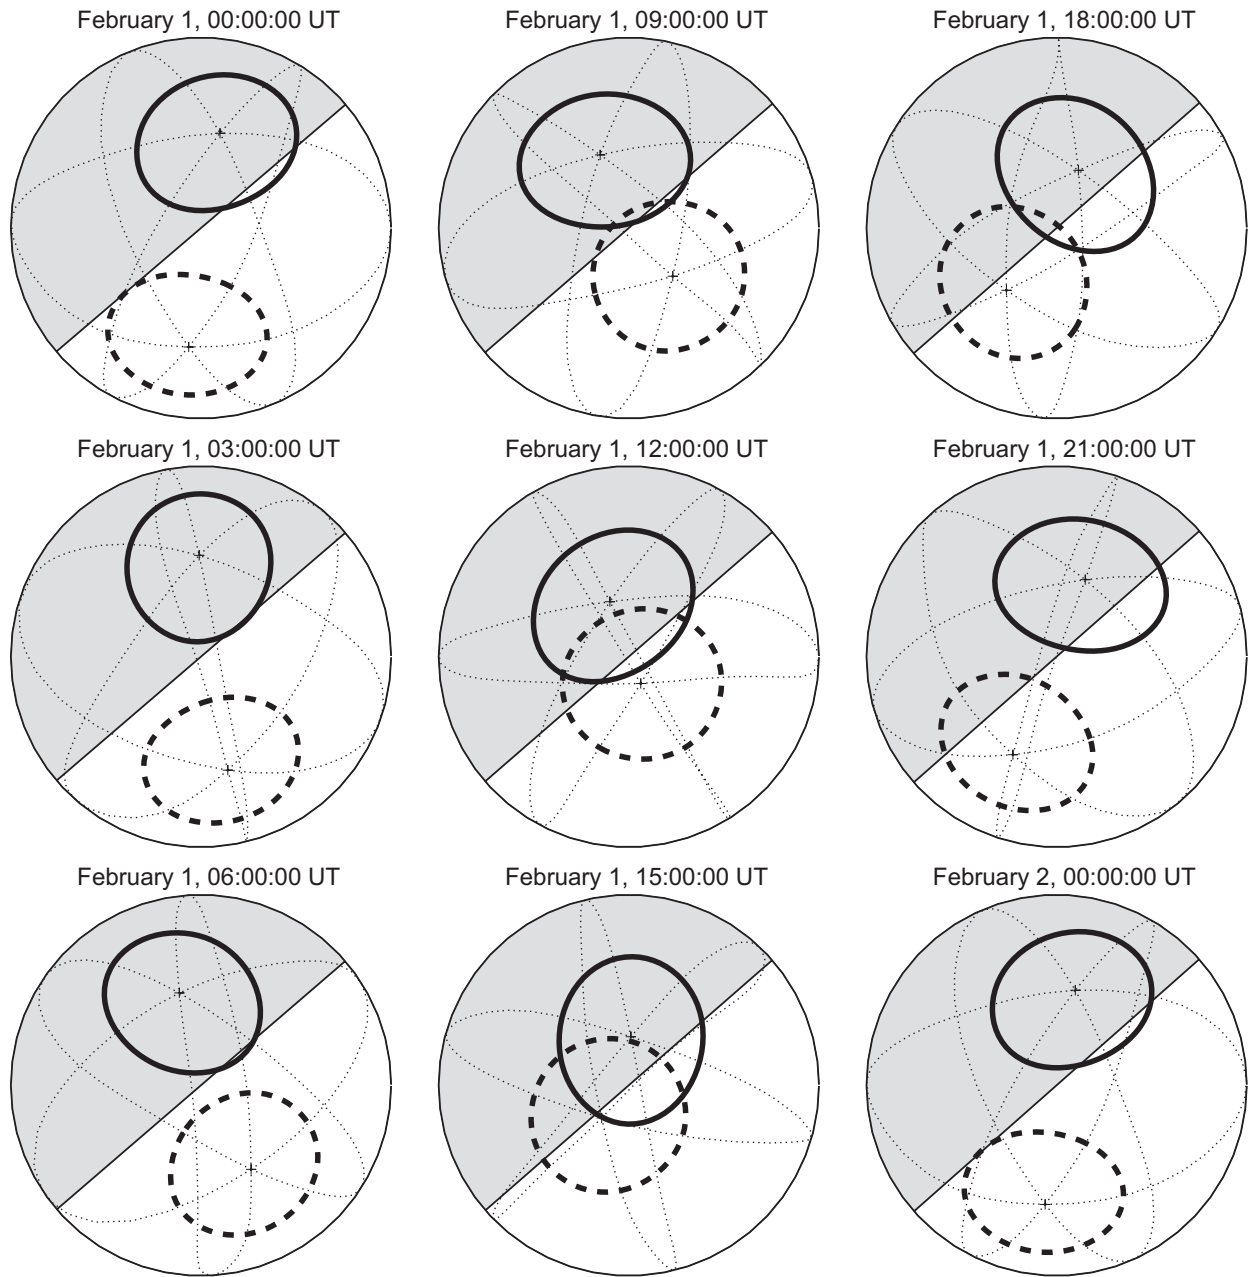 February 1, 00:00:00 UT
February 1, 09:00:00 UT
February 1, 18:00:00 UT
February 1, 03:00:00 UT
February 1, 12:00:00 UT
February 1, 21:00:00 UT
February 1, 06:00:00 UT
February 1, 15:00:00 UT
February 2, 00:00:00 UT